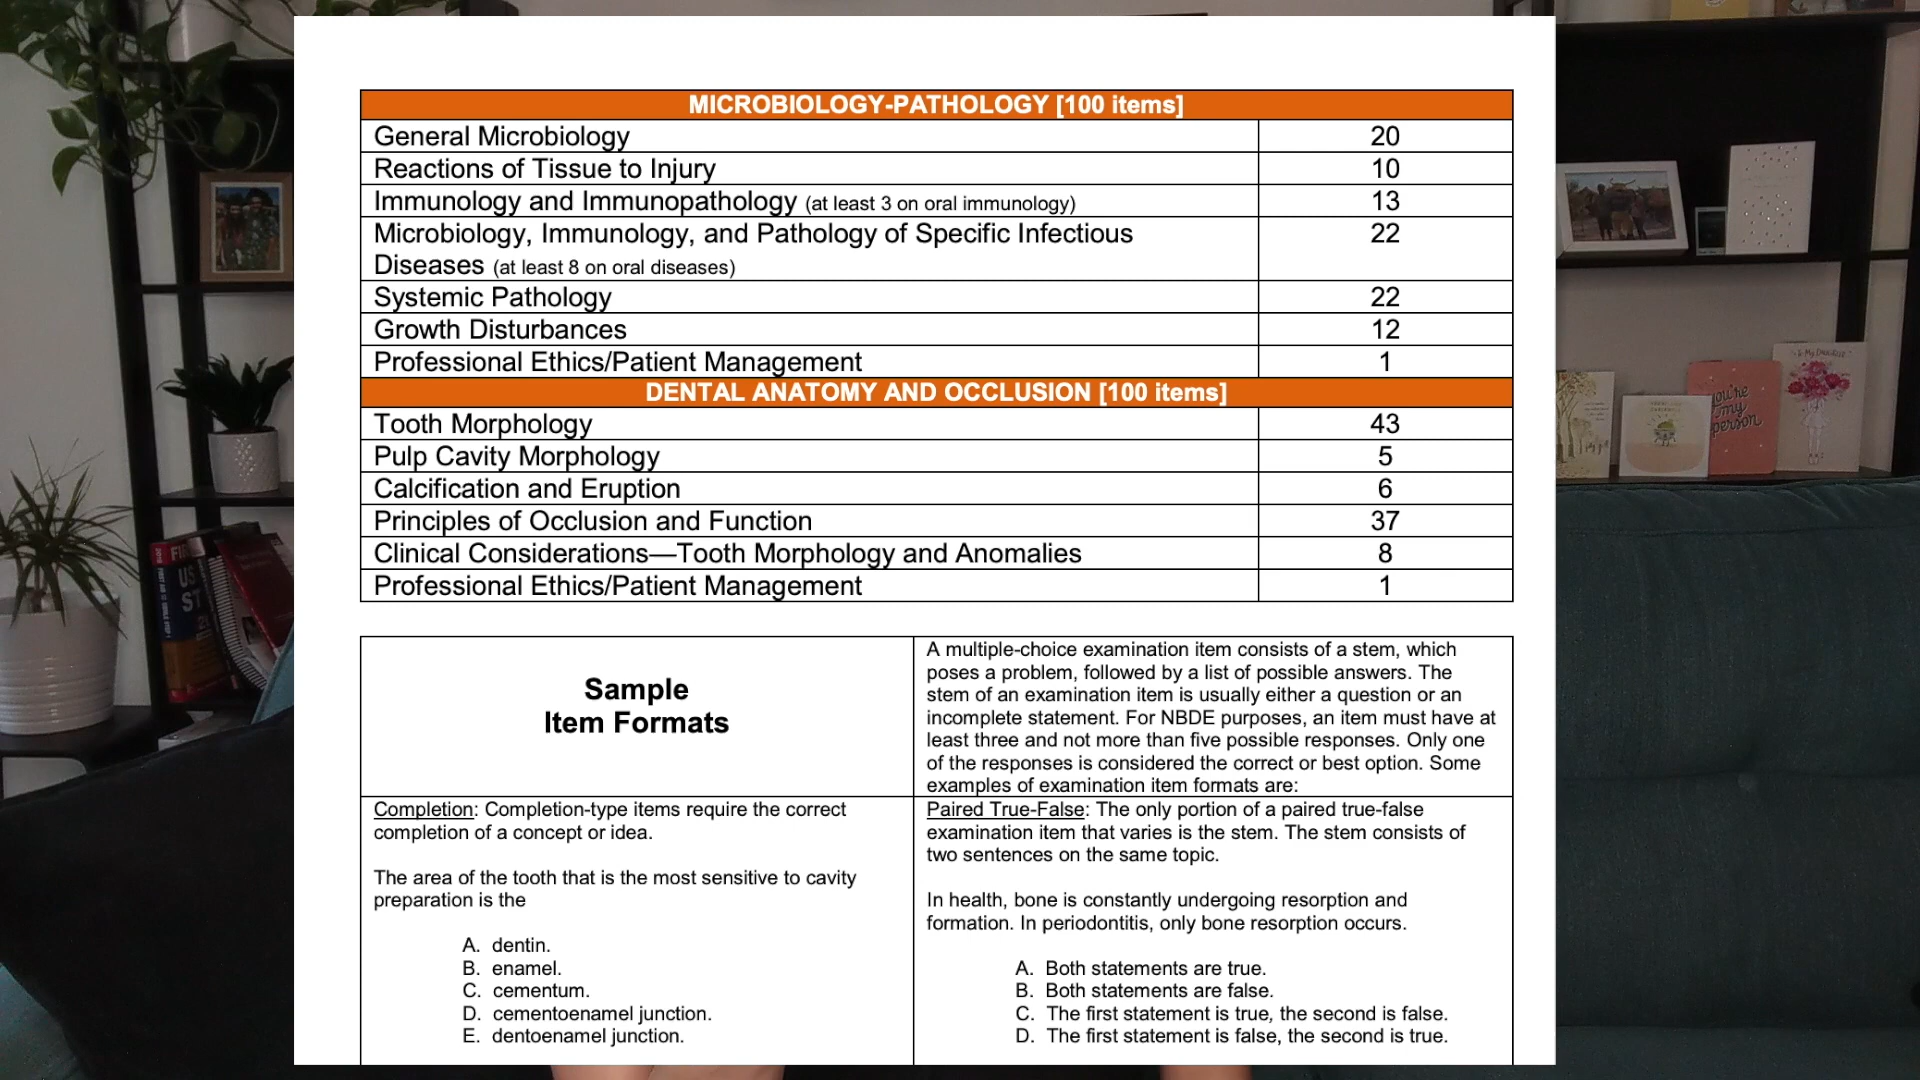 MICROBIOLOGY-PATHOLOGY [100 items]
General Microbiology 20
Reactions of Tissue to Injury 10
Immunology and Immunopathology (at least 3 on oral immunology) 13
Microbiology, Immunology, and Pathology of Specific Infectious 22
Diseases (at least 8 on oral diseases)
Systemic Pathology 22
Growth Disturbances 12
Professional Ethics/Patient Management 1
DENTAL ANATOMY AND OCCLUSION [100 items]
Tooth Morphology 43
Pulp Cavity Morphology 5
Calcification and Eruption 6
Principles of Occlusion and Function 37
Clinical Considerations—Tooth Morphology and Anomalies 8
Professional Ethics/Patient Management 1
Sample
Item Formats
A multiple-choice examination item consists of a stem, which
poses a problem, followed by a list of possible answers. The
stem of an examination item is usually either a question or an
incomplete statement. For NBDE purposes, an item must have at
least three and not more than five possible responses. Only one
of the responses is considered the correct or best option. Some
examples of examination item formats are:
Completion: Completion-type items require the correct
completion of a concept or idea.
The area of the tooth that is the most sensitive to cavity
preparation is the
A. dentin.
B. enamel.
C. cementum.
D. cementoenamel junction.
E. dentoenamel junction.
Paired True-False: The only portion of a paired true-false
examination item that varies is the stem. The stem consists of
two sentences on the same topic.
In health, bone is constantly undergoing resorption and
formation. In periodontitis, only bone resorption occurs.
A. Both statements are true.
B. Both statements are false.
C. The first statement is true, the second is false.
D. The first statement is false, the second is true.
you're
my
person